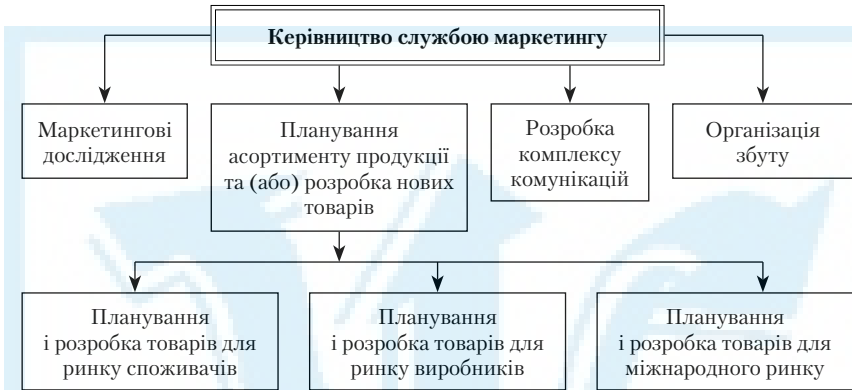 Керівництво службою маркетингу
Маркетингові
дослідження
Планування
асортименту продукції
та (або) розробка нових
товарів
Розробка
комплексу
комунікацій
Організація
збуту
Планування
і розробка товарів для
ринку споживачів
Планування
і розробка товарів для
ринку виробників
Планування
і розробка товарів для
міжнародного ринку